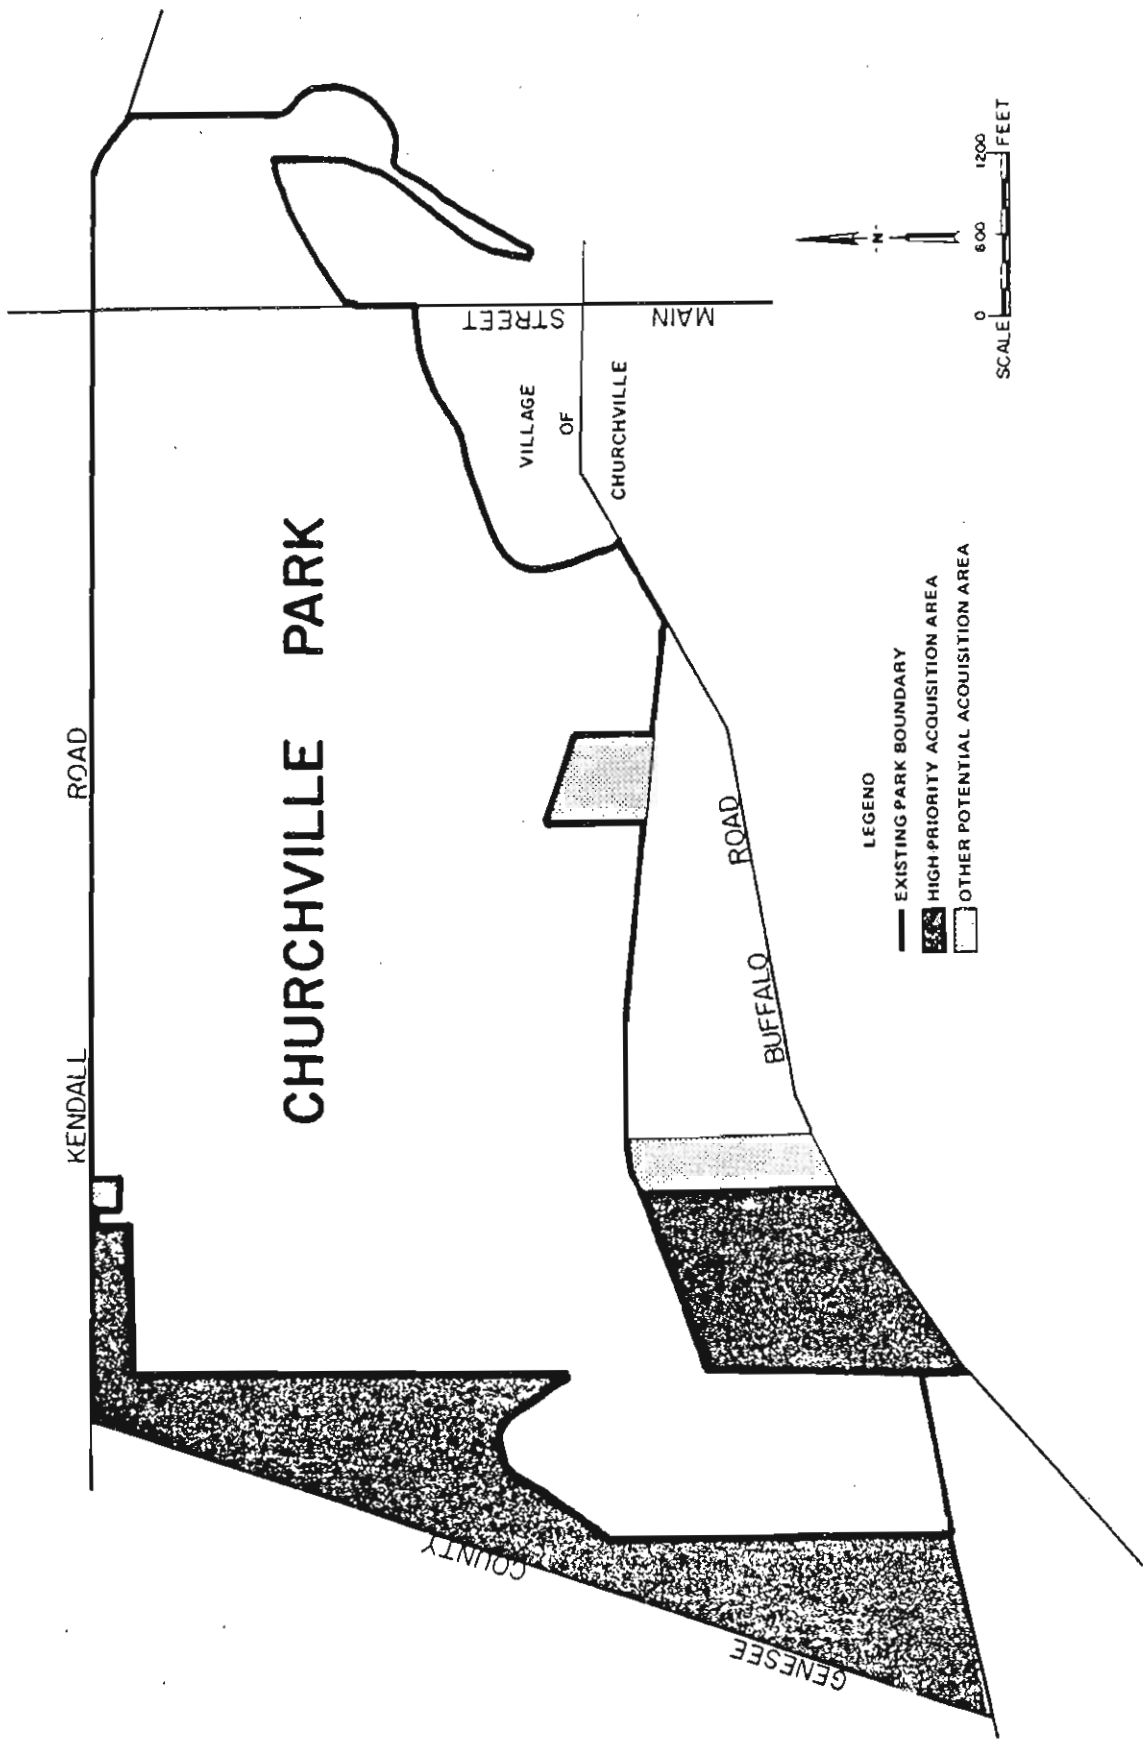 KENDALL ROAD
CHURCHVILLE PARK
MAIN STREET
VILLAGE
OF
CHURCHVILLE
BUFFALO ROAD
GENESEE COUNTY
LEGEND
EXISTING PARK BOUNDARY
HIGH-PRIORITY ACQUISITION AREA
OTHER POTENTIAL ACQUISITION AREA
-N-
0 600 1200
SCALE FEET